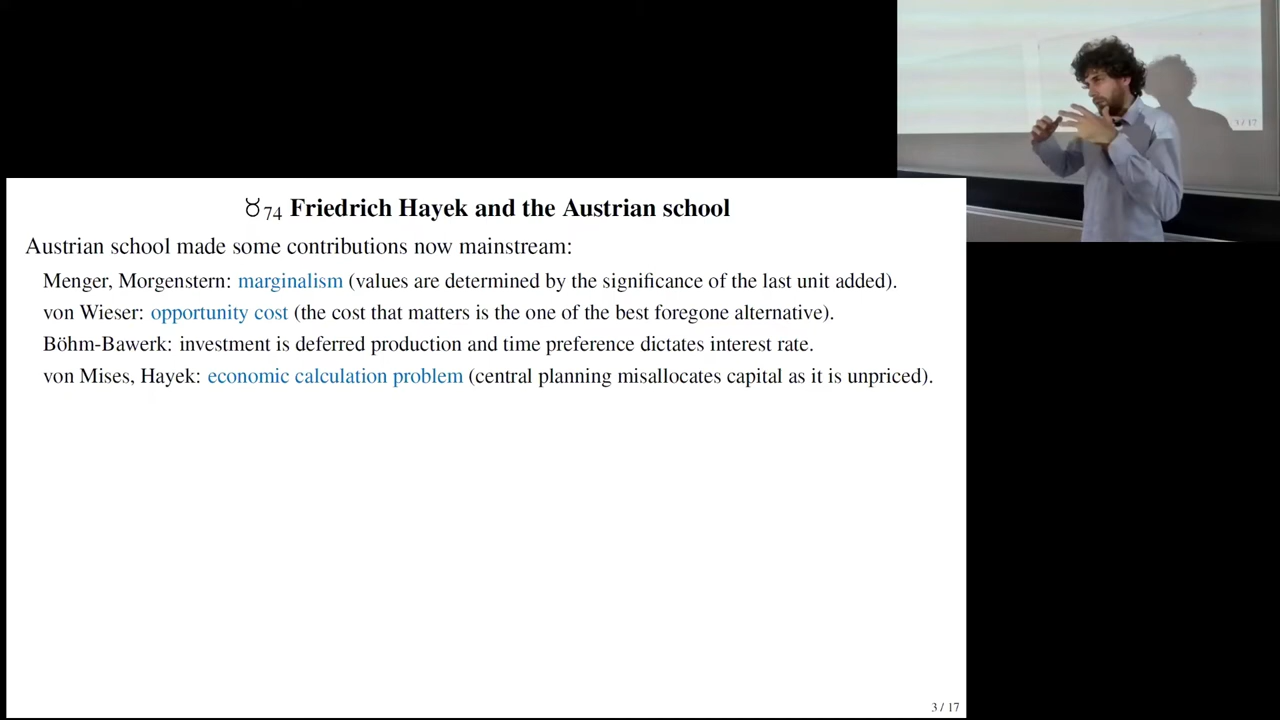 ♉74 Friedrich Hayek and the Austrian school
Austrian school made some contributions now mainstream:
Menger, Morgenstern: marginalism (values are determined by the significance of the last unit added).
von Wieser: opportunity cost (the cost that matters is the one of the best foregone alternative).
Böhm-Bawerk: investment is deferred production and time preference dictates interest rate.
von Mises, Hayek: economic calculation problem (central planning misallocates capital as it is unpriced).
3 / 17
3 / 17